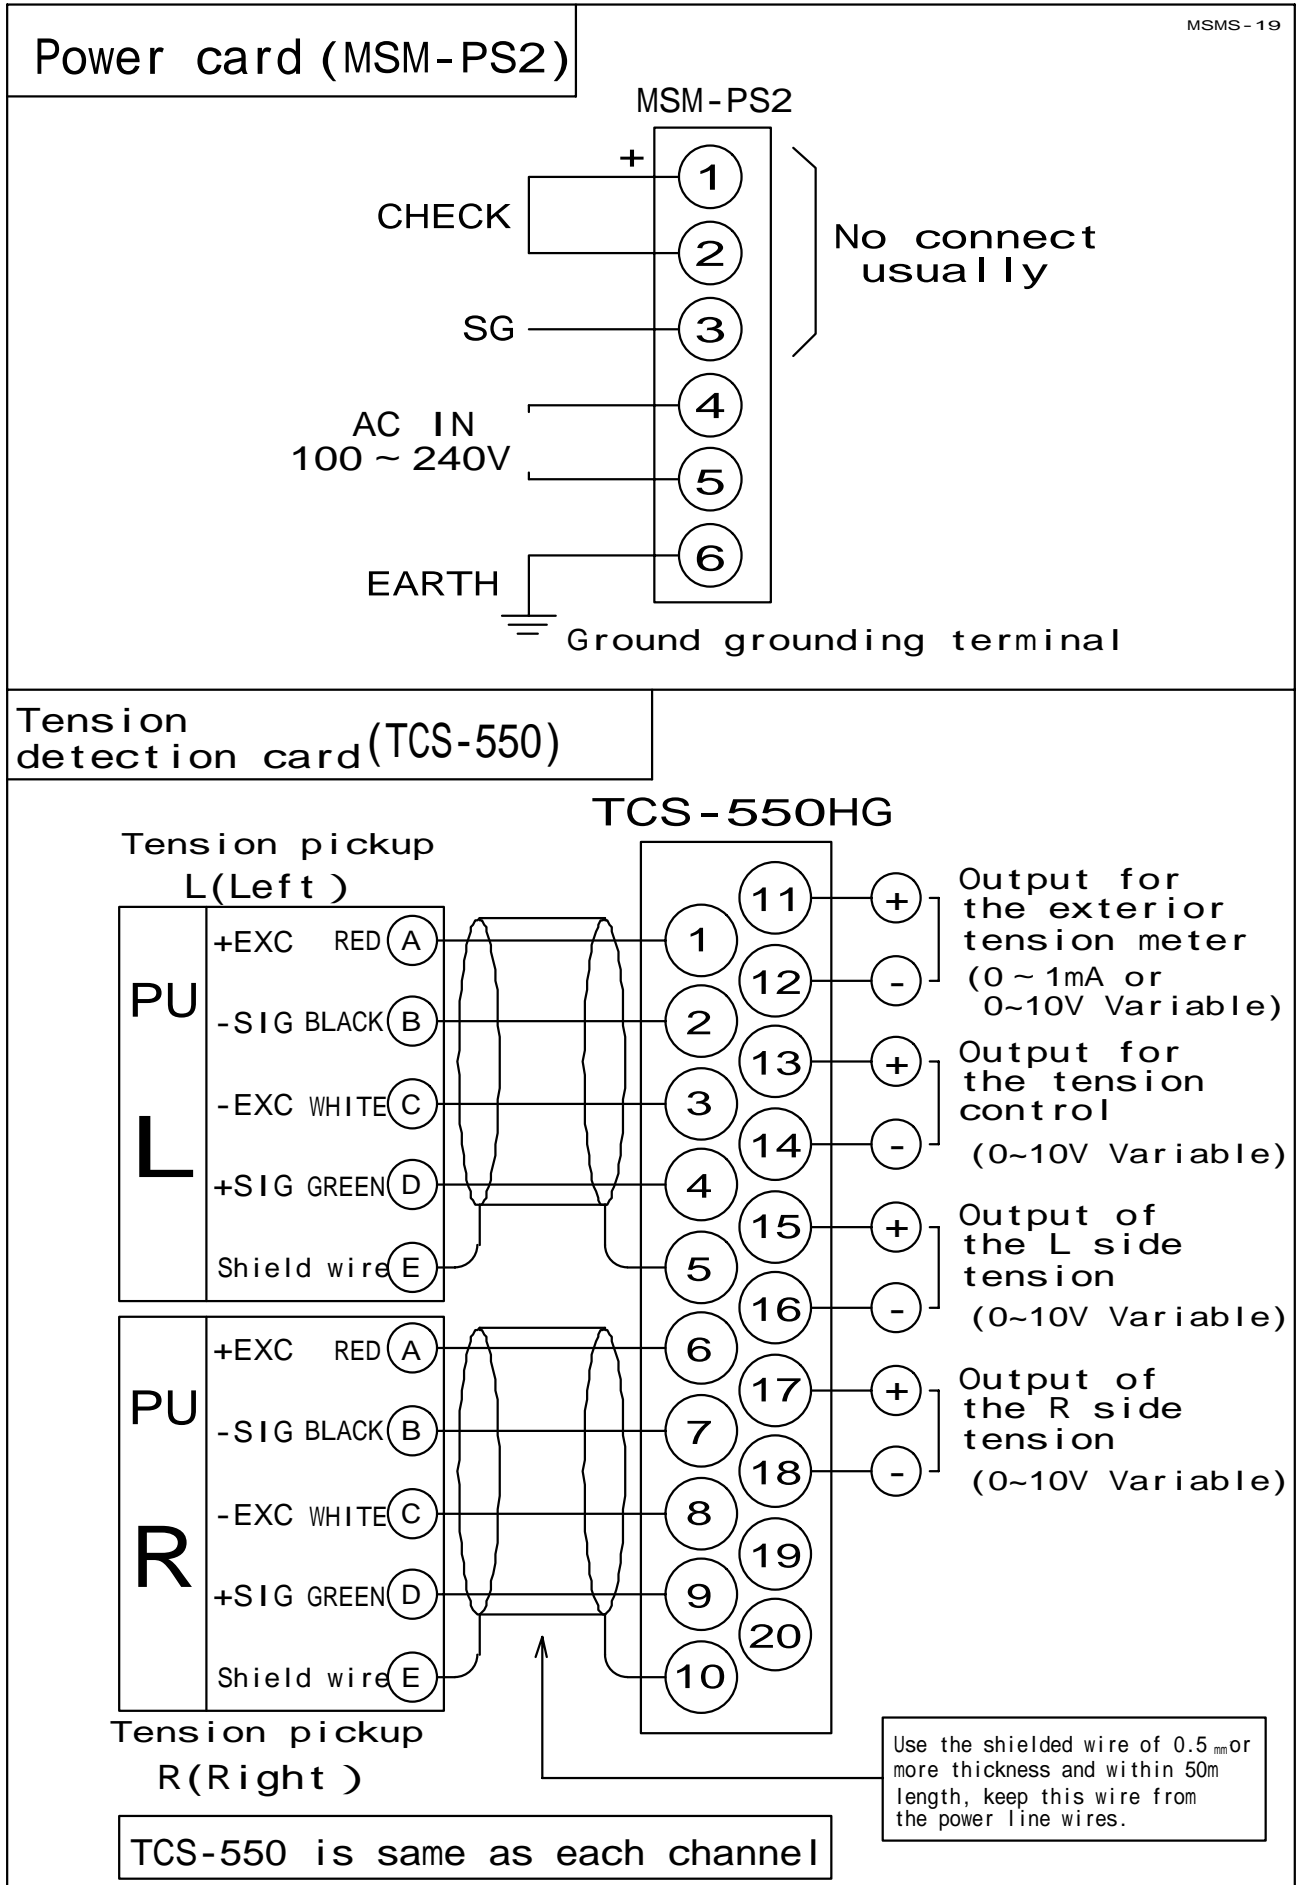 MSMS-19
Power card (MSM-PS2)
MSM-PS2
+
1
CHECK
2
No connect
usually
SG
3
AC IN
100 ~ 240V
4
5
EARTH
6
Ground grounding terminal
Tension
detection card (TCS-550)
TCS-550HG
Tension pickup
L(Left)
PU
L
+EXC RED A
-SIG BLACK B
-EXC WHITE C
+SIG GREEN D
Shield wire E
1
2
3
4
5
PU
R
+EXC RED A
-SIG BLACK B
-EXC WHITE C
+SIG GREEN D
Shield wire E
6
7
8
9
10
Tension pickup
R(Right)
11 +
12 -
Output for
the exterior
tension meter
(0 ~ 1mA or
0~10V Variable)
13 +
14 -
Output for
the tension
control
(0~10V Variable)
15 +
16 -
Output of
the L side
tension
(0~10V Variable)
17 +
18 -
Output of
the R side
tension
(0~10V Variable)
19
20
Use the shielded wire of 0.5 mm or
more thickness and within 50m
length, keep this wire from
the power line wires.
TCS-550 is same as each channel